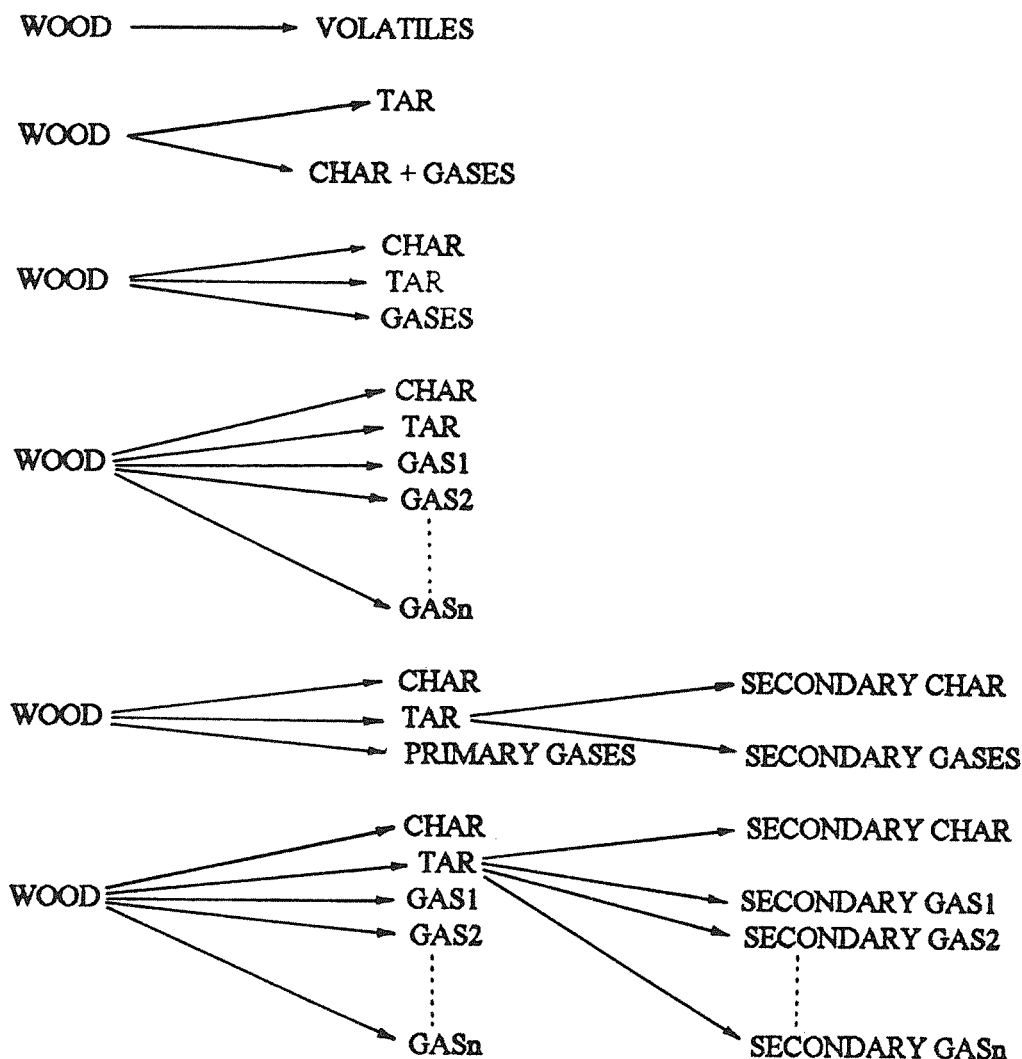 WOOD VOLATILES
TAR
WOOD
CHAR + GASES
CHAR
WOOD TAR
GASES
CHAR
TAR
WOOD GAS1
GAS2
GASn
CHAR SECONDARY CHAR
WOOD TAR
PRIMARY GASES SECONDARY GASES
CHAR SECONDARY CHAR
TAR
WOOD GAS1 SECONDARY GAS1
GAS2 SECONDARY GAS2
GASn SECONDARY GASn